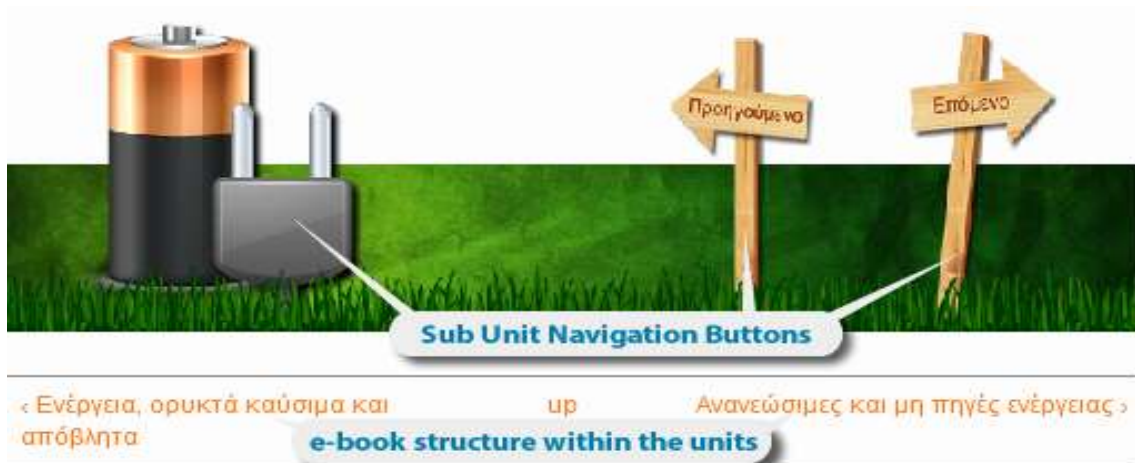 Προηγούμενο
Επόμενο
Sub Unit Navigation Buttons
‹ Ενέργεια, ορυκτά καύσιμα και απόβλητα
up
Ανανεώσιμες και μη πηγές ενέργειας ›
e-book structure within the units